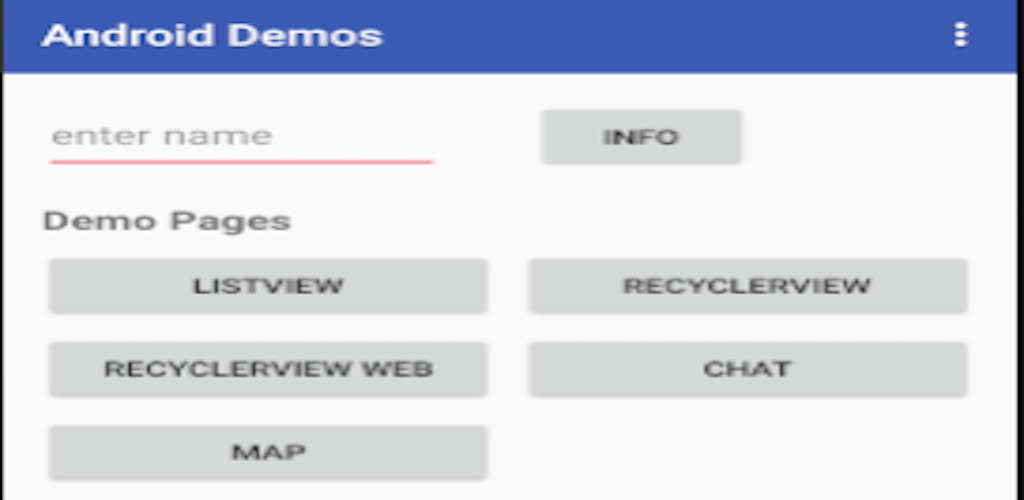 Android Demos
enter name INFO
Demo Pages
LISTVIEW RECYCLERVIEW
RECYCLERVIEW WEB CHAT
MAP